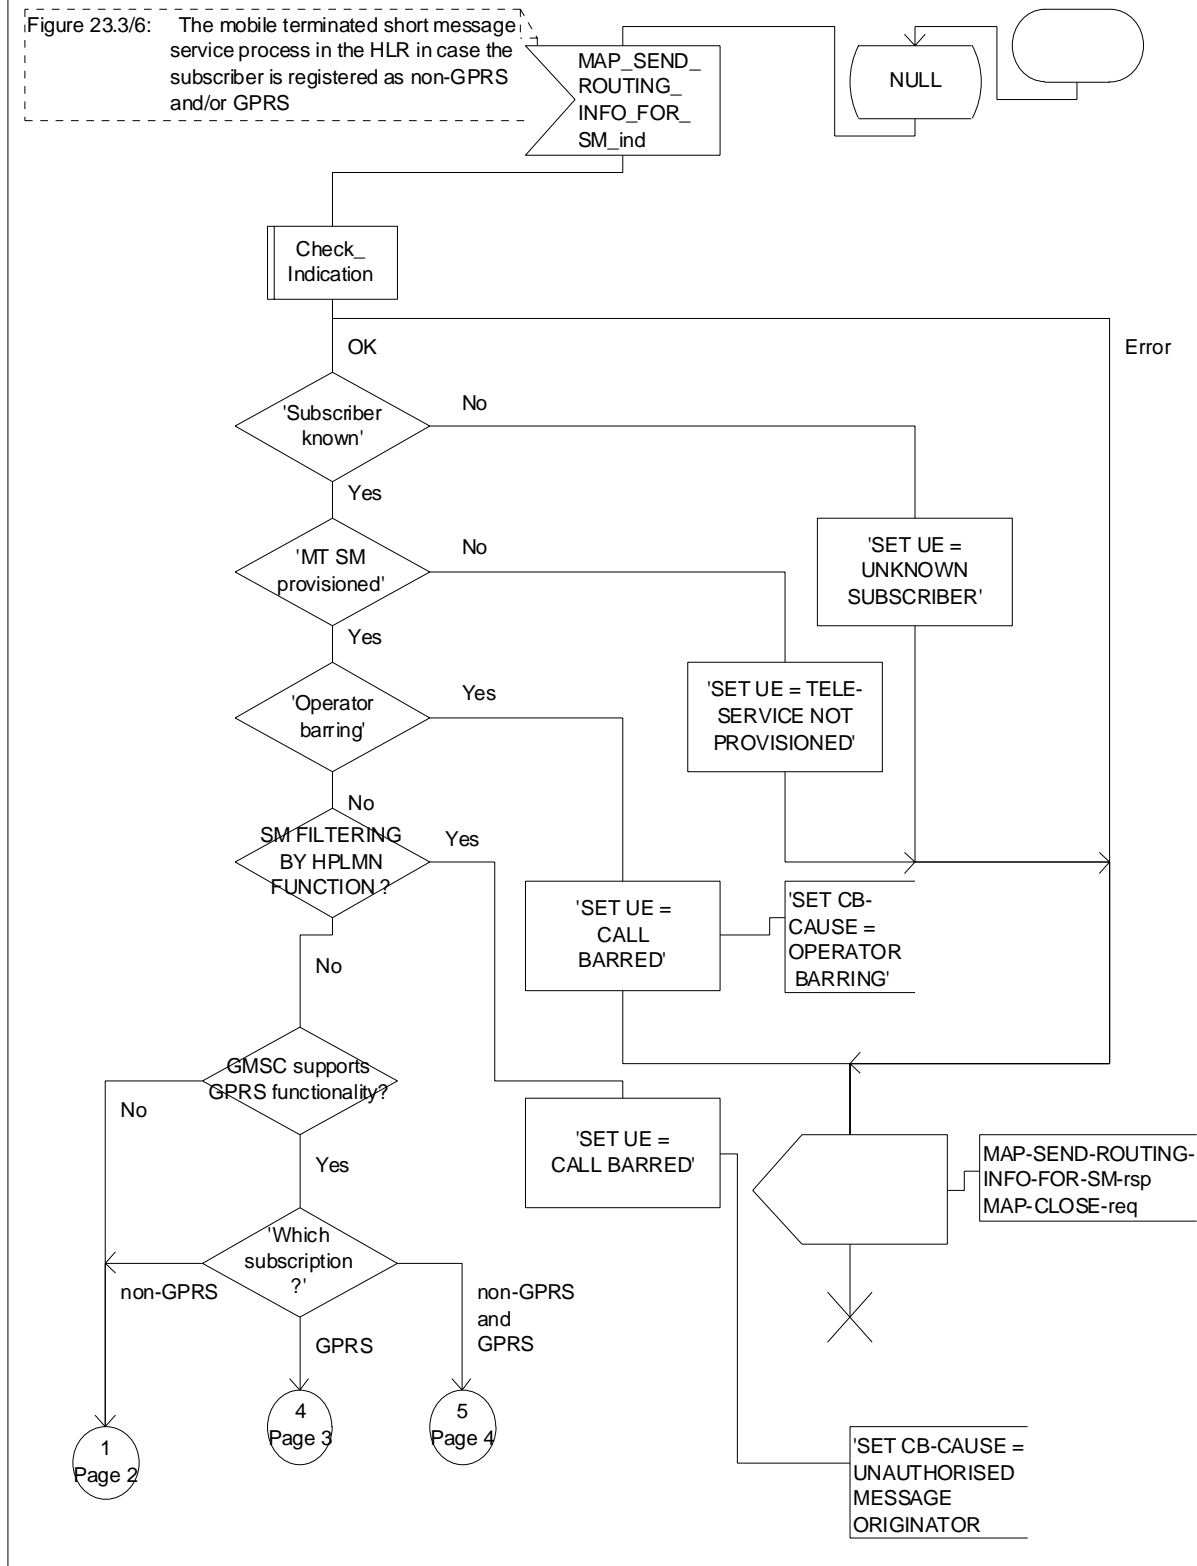 Figure 23.3/6: The mobile terminated short message
service process in the HLR in case the
subscriber is registered as non-GPRS
and/or GPRS
MAP_SEND_
ROUTING_
INFO_FOR_
SM_ind
NULL
Check_
Indication
OK
Error
'Subscriber
known'
No
Yes
'MT SM
provisioned'
No
'SET UE =
UNKNOWN
SUBSCRIBER'
Yes
'Operator
barring'
Yes
'SET UE = TELE-
SERVICE NOT
PROVISIONED'
No
SM FILTERING
BY HPLMN
FUNCTION ?
Yes
'SET UE =
CALL
BARRED'
'SET CB-
CAUSE =
OPERATOR
BARRING'
No
GMSC supports
GPRS functionality?
No
Yes
'SET UE =
CALL BARRED'
MAP-SEND-ROUTING-
INFO-FOR-SM-rsp
MAP-CLOSE-req
'Which
subscription
?'
non-GPRS
GPRS
non-GPRS
and
GPRS
1
Page 2
4
Page 3
5
Page 4
'SET CB-CAUSE =
UNAUTHORISED
MESSAGE
ORIGINATOR